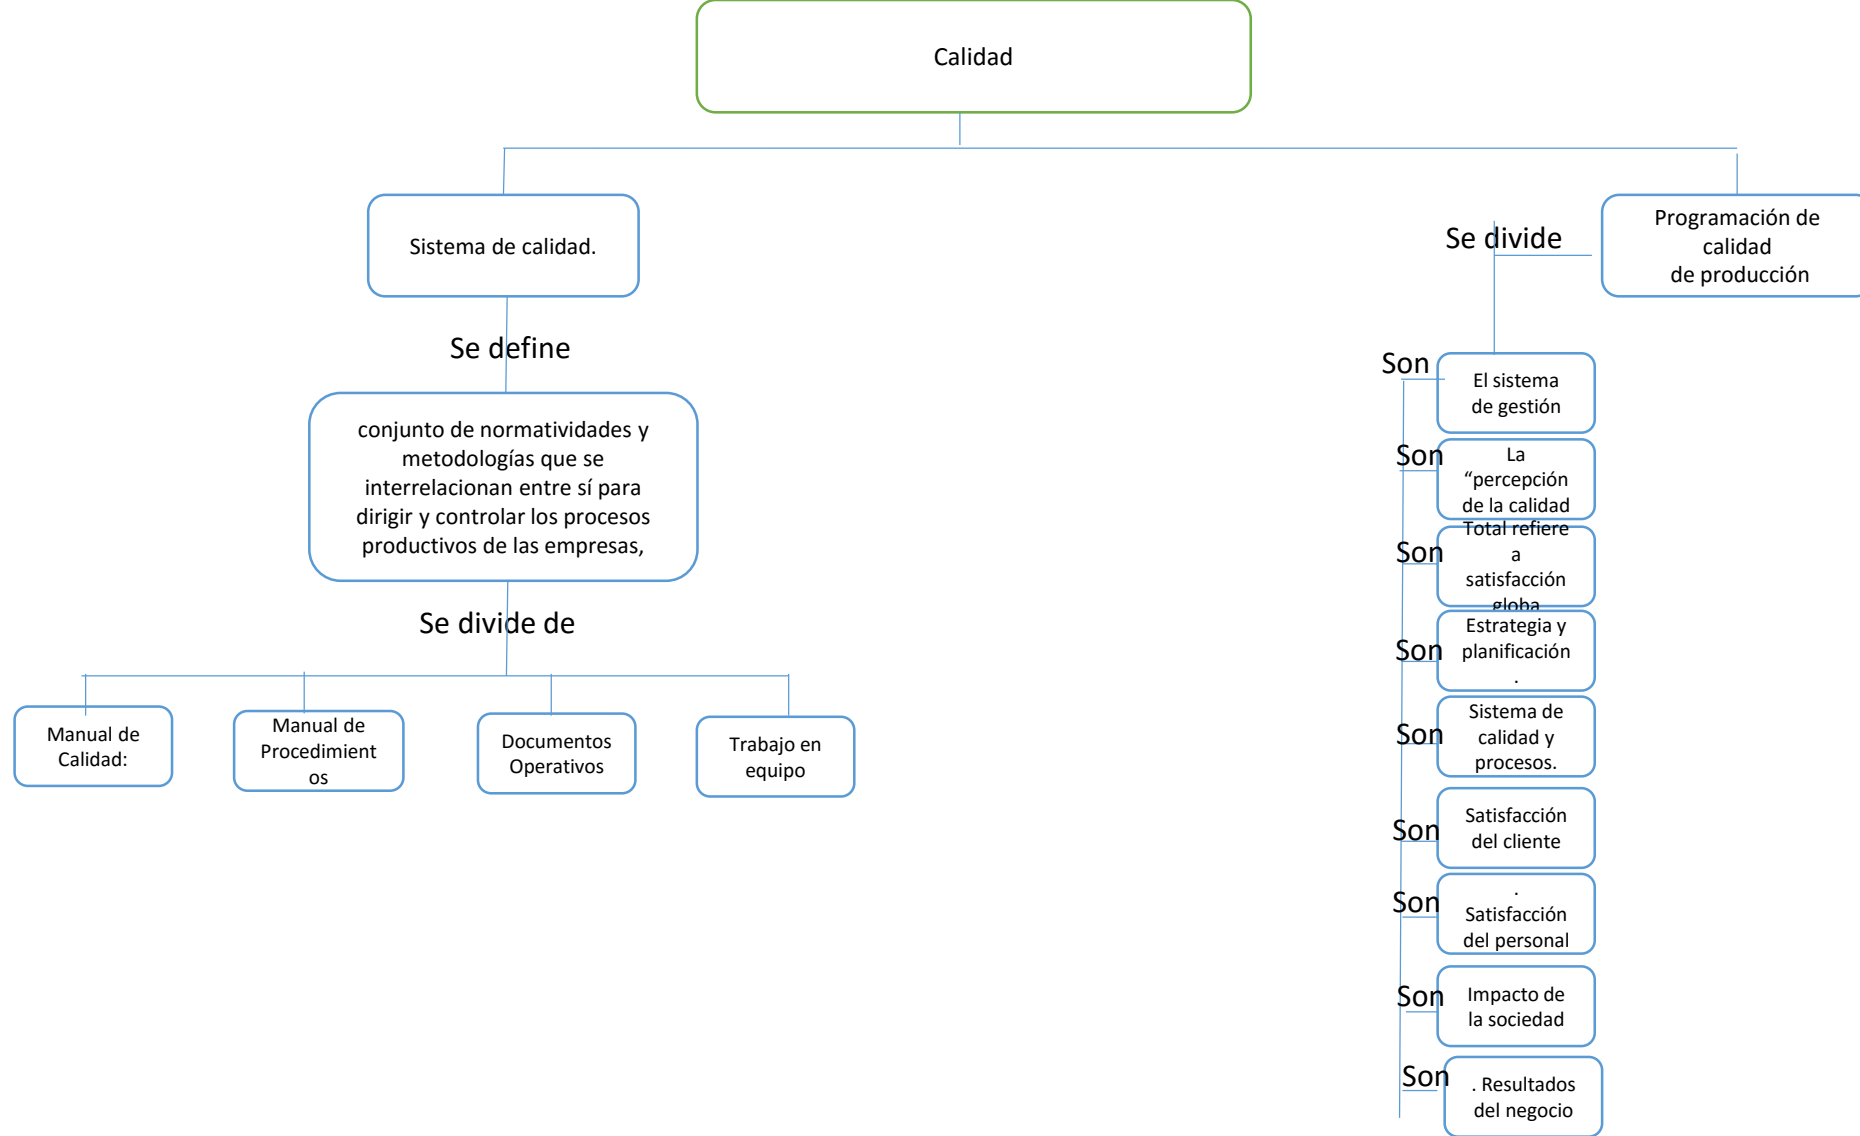 Calidad
Sistema de calidad.
Se define
conjunto de normatividades y
metodologías que se
interrelacionan entre sí para
dirigir y controlar los procesos
productivos de las empresas,
Se divide de
Manual de
Calidad:
Manual de
Procedimient
os
Documentos
Operativos
Trabajo en
equipo
Programación de
calidad
de producción
Se divide
Son
El sistema
de gestión
Son
La
“percepción
de la calidad
Son
Total refiere
a
satisfacción
globa
Son
Estrategia y
planificación
.
Son
Sistema de
calidad y
procesos.
Son
Satisfacción
del cliente
Son
.
Satisfacción
del personal
Son
Impacto de
la sociedad
Son
. Resultados
del negocio